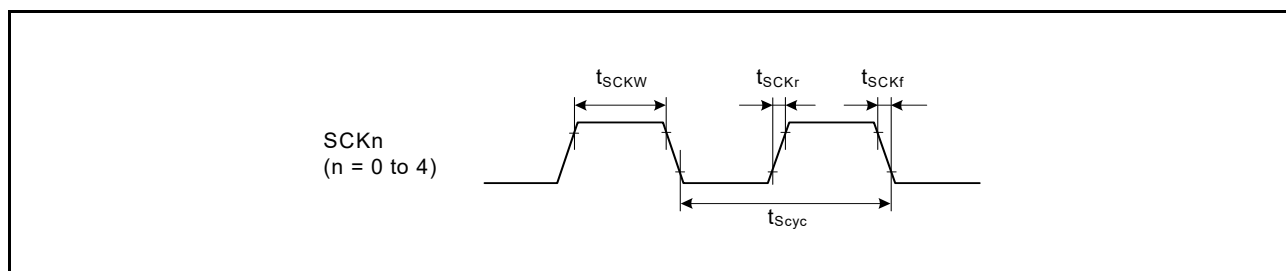 tSCKW
tSCKr
tSCKf
SCKn
(n = 0 to 4)
tScyc